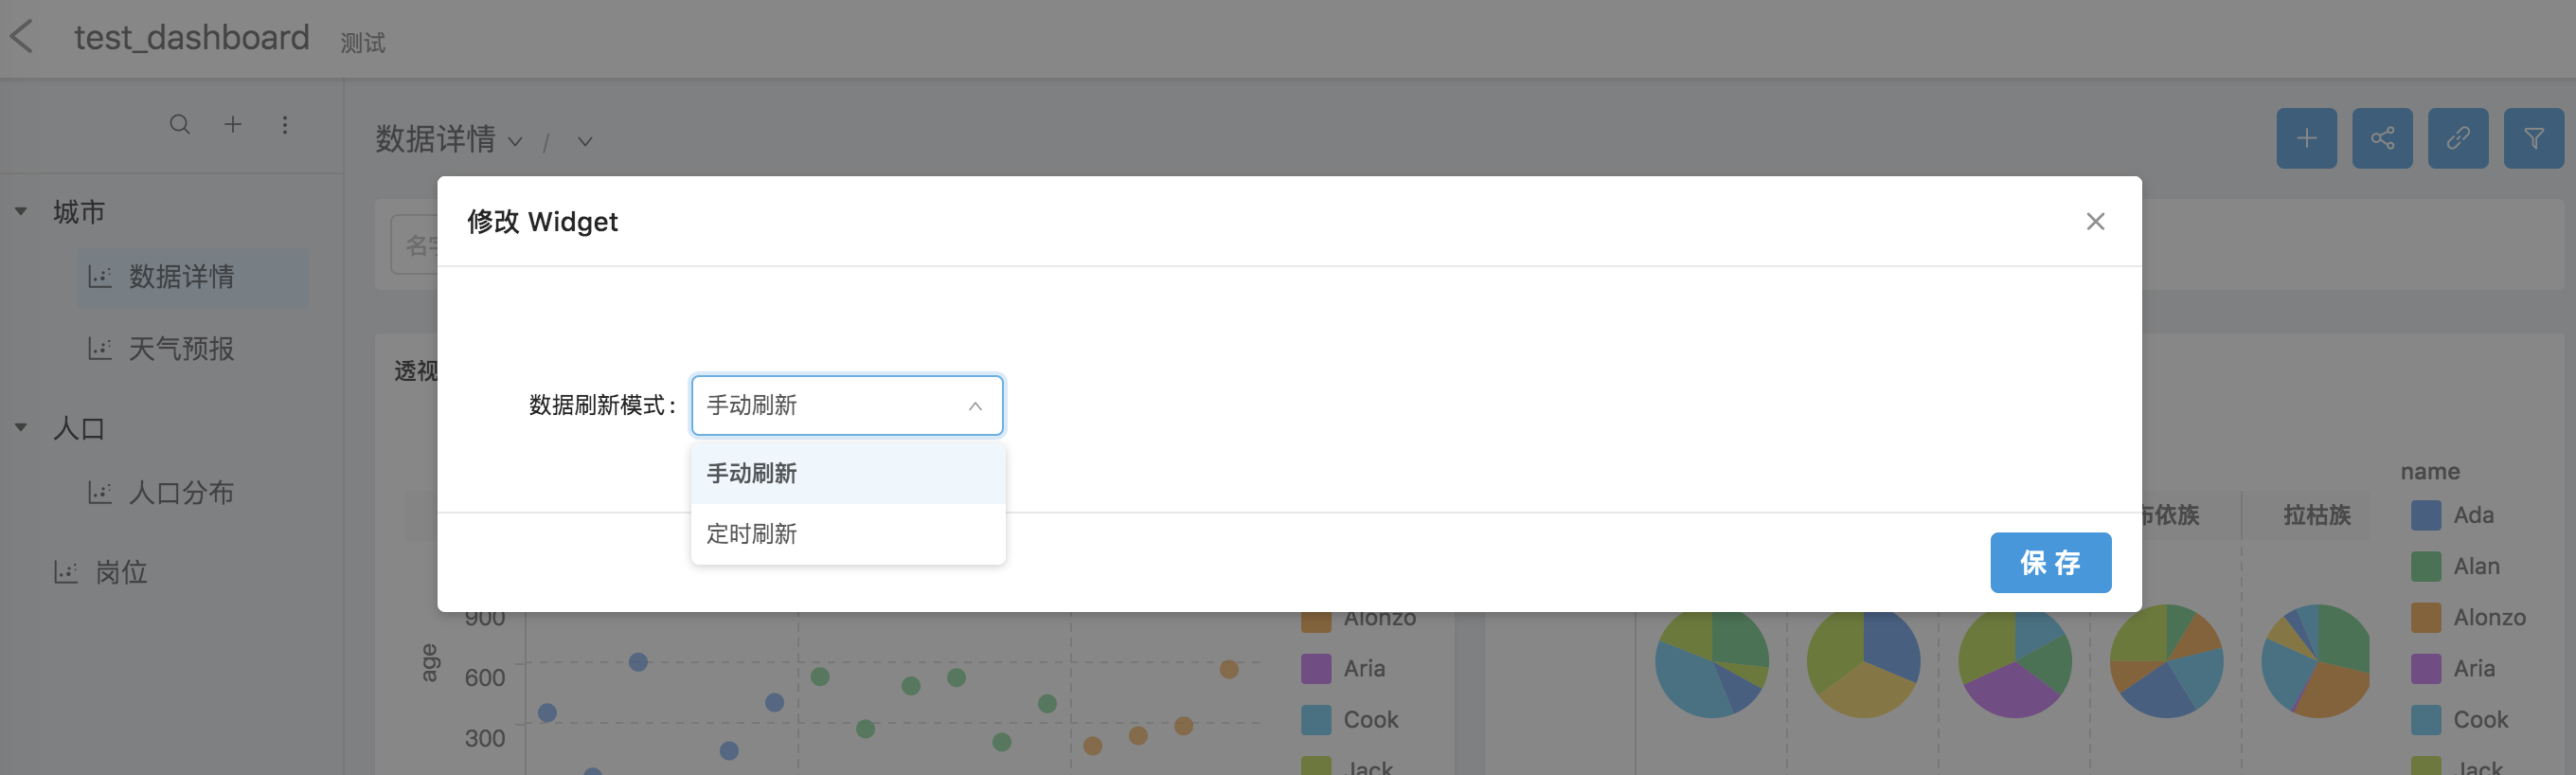 test_dashboard 测试
数据详情 /
城市
数据详情
天气预报
人口
人口分布
岗位
修改 Widget
数据刷新模式：手动刷新
手动刷新
定时刷新
保 存
透视
name
布依族 拉枯族
Ada
Alan
Alonzo
Aria
Cook
Jack
age
900
600
300
Alonzo
Aria
Cook
Jack